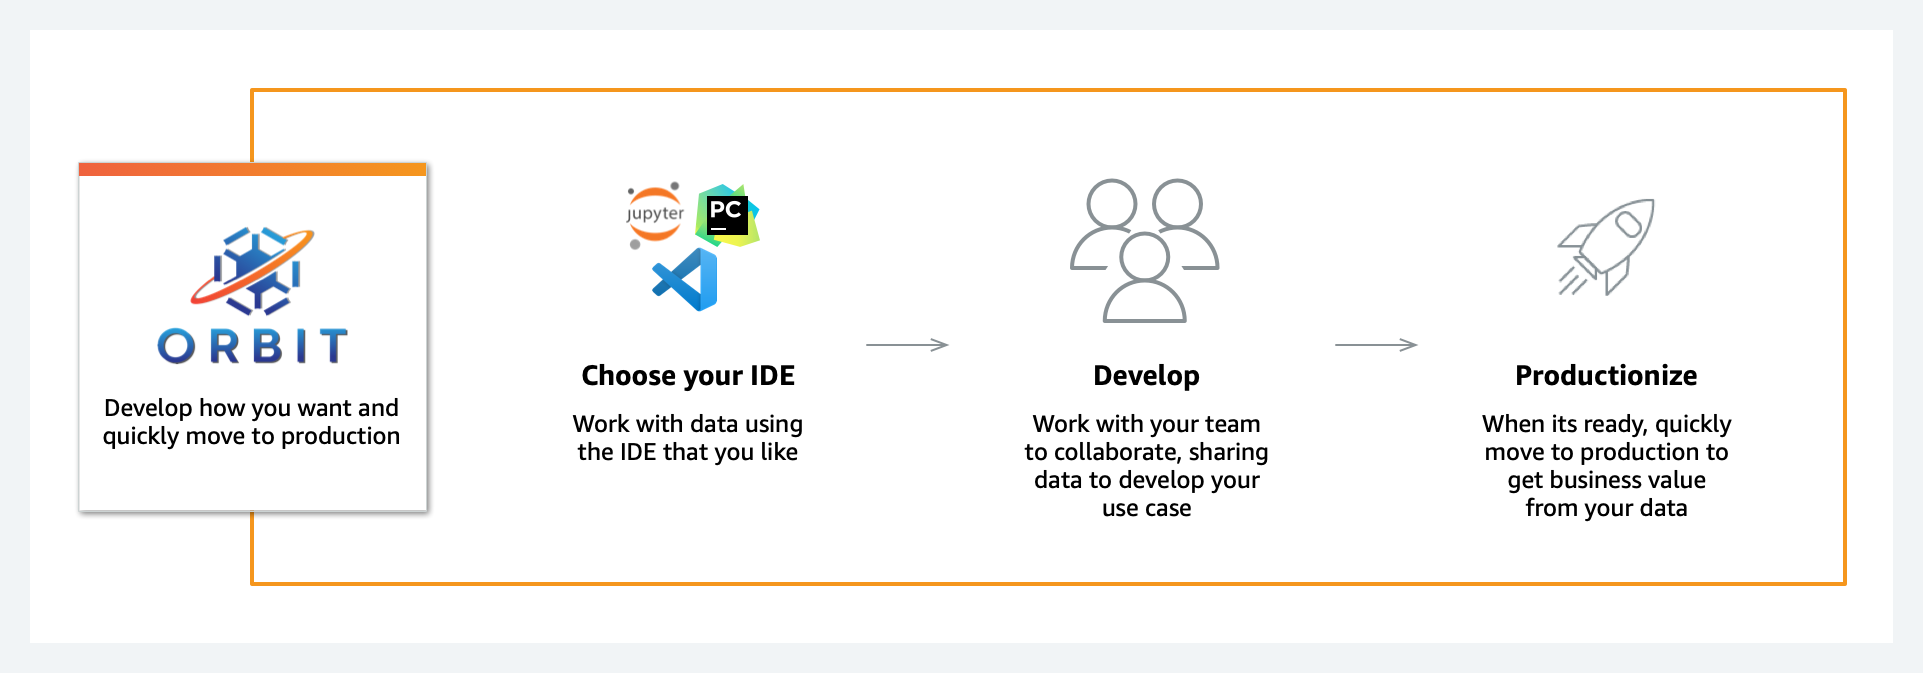 ORBIT
Develop how you want and
quickly move to production
jupyter
PC
Choose your IDE
Work with data using
the IDE that you like
Develop
Work with your team
to collaborate, sharing
data to develop your
use case
Productionize
When its ready, quickly
move to production to
get business value
from your data